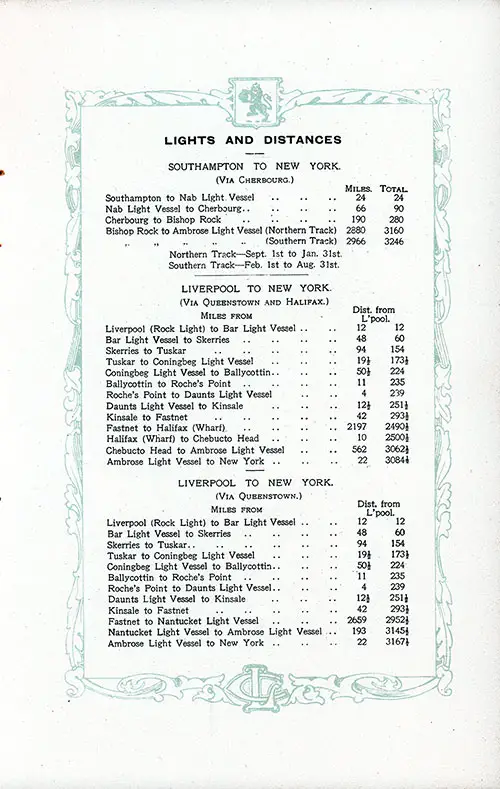 LIGHTS AND DISTANCES
SOUTHAMPTON TO NEW YORK.
(VIA CHERBOURG.)
MILES. TOTAL
Southampton to Nab Light Vessel .. .. .. 24 24
Nab Light Vessel to Cherbourg.. .. .. .. 66 90
Cherbourg to Bishop Rock .. .. .. .. 190 280
Bishop Rock to Ambrose Light Vessel (Northern Track) 2880 3160
„ „ „ „ „ (Southern Track) 2966 3246
Northern Track—Sept. 1st to Jan. 31st.
Southern Track—Feb. 1st to Aug. 31st.
LIVERPOOL TO NEW YORK.
(VIA QUEENSTOWN AND HALIFAX.)
MILES FROM Dist. from
L'pool.
Liverpool (Rock Light) to Bar Light Vessel .. .. 12 12
Bar Light Vessel to Skerries .. .. .. .. 48 60
Skerries to Tuskar .. .. .. .. 94 154
Tuskar to Coningbeg Light Vessel .. .. .. 19½ 173½
Coningbeg Light Vessel to Ballycottin.. .. .. 50½ 224
Ballycottin to Roche's Point .. .. .. .. 11 235
Roche's Point to Daunts Light Vessel .. .. 4 239
Daunts Light Vessel to Kinsale .. .. .. 12½ 251½
Kinsale to Fastnet .. .. .. .. 42 293½
Fastnet to Halifax (Wharf) .. .. .. .. 2197 2490½
Halifax (Wharf) to Chebucto Head .. .. .. 10 2500½
Chebucto Head to Ambrose Light Vessel .. .. 562 3062½
Ambrose Light Vessel to New York .. .. .. 22 3084½
LIVERPOOL TO NEW YORK.
(VIA QUEENSTOWN.)
MILES FROM Dist. from
L'pool.
Liverpool (Rock Light) to Bar Light Vessel .. .. 12 12
Bar Light Vessel to Skerries .. .. .. .. 48 60
Skerries to Tuskar.. .. .. .. .. 94 154
Tuskar to Coningbeg Light Vessel .. .. .. 19½ 173½
Coningbeg Light Vessel to Ballycottin.. .. .. 50½ 224
Ballycottin to Roche's Point .. .. .. .. 11 235
Roche's Point to Daunts Light Vessel.. .. .. 4 239
Daunts Light Vessel to Kinsale .. .. .. 12½ 251½
Kinsale to Fastnet .. .. .. .. 42 293½
Fastnet to Nantucket Light Vessel .. .. .. 2659 2952½
Nantucket Light Vessel to Ambrose Light Vessel .. 193 3145½
Ambrose Light Vessel to New York .. .. .. 22 3167½